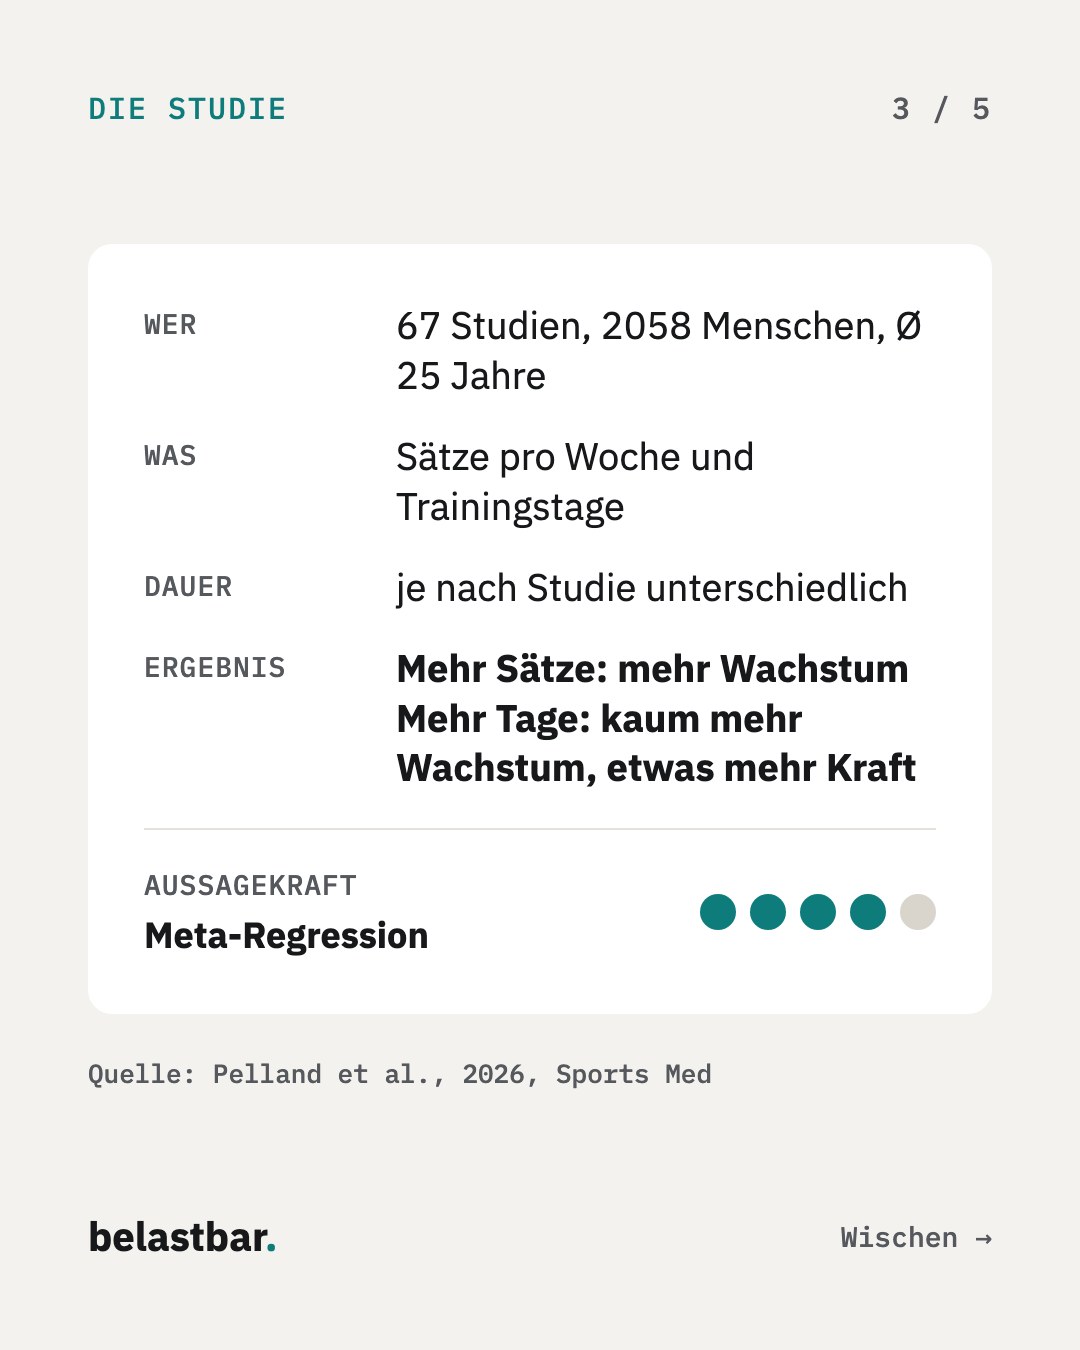 DIE STUDIE
3 / 5
WER
67 Studien, 2058 Menschen, Ø
25 Jahre
WAS
Sätze pro Woche und
Trainingstage
DAUER
je nach Studie unterschiedlich
ERGEBNIS
Mehr Sätze: mehr Wachstum
Mehr Tage: kaum mehr
Wachstum, etwas mehr Kraft
AUSSAGEKRAFT
Meta-Regression
Quelle: Pelland et al., 2026, Sports Med
belastbar.
Wischen →